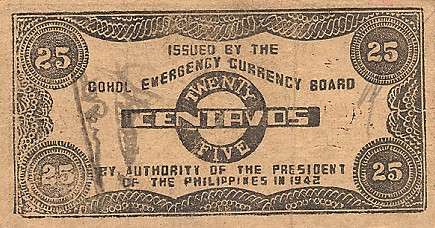 25 25
ISSUED BY THE
BOHOL EMERGENCY CURRENCY BOARD
TWENTY
CENTAVOS
FIVE
BY AUTHORITY OF THE PRESIDENT
OF THE PHILIPPINES IN 1942
25 25